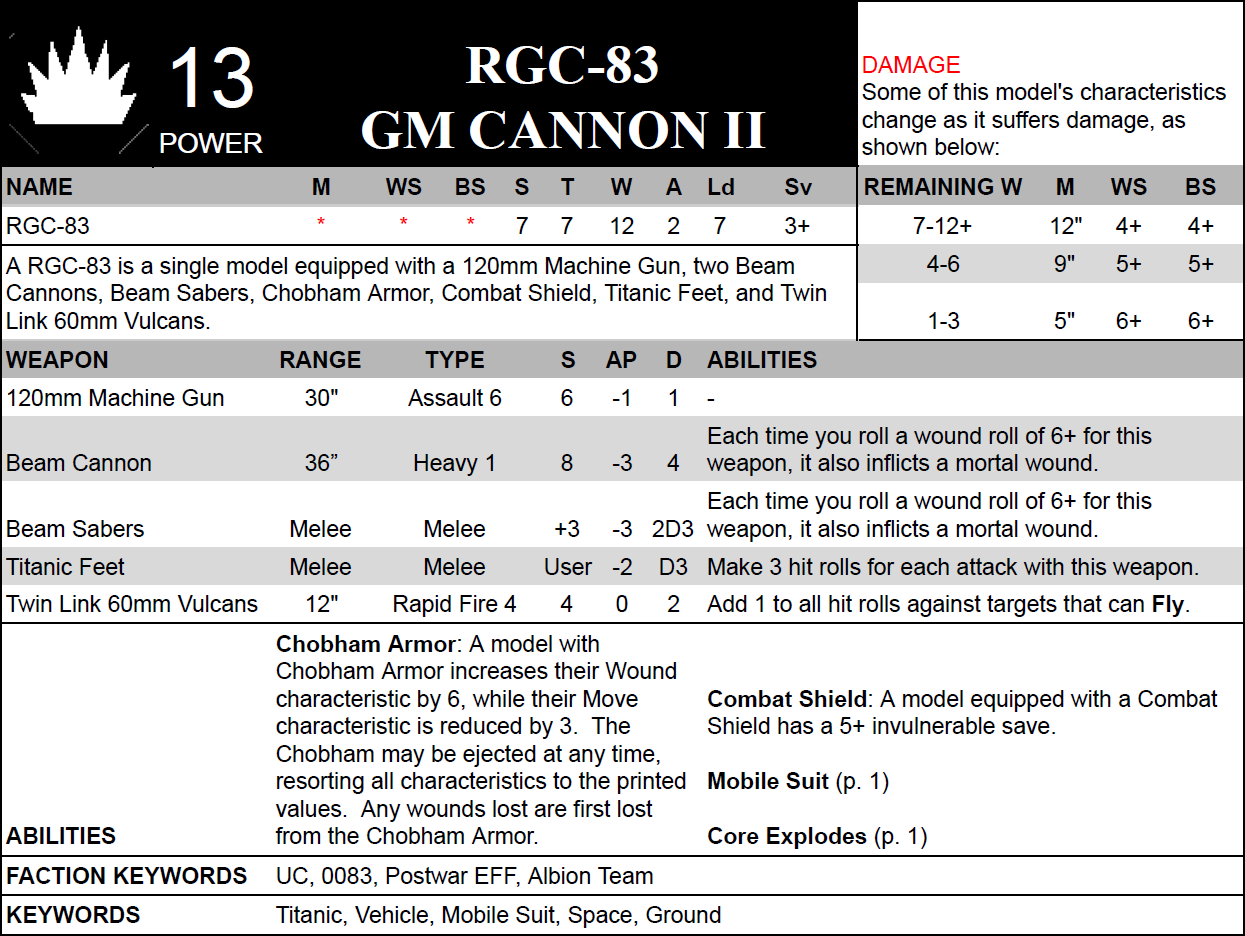 13
POWER
RGC-83
GM CANNON II
DAMAGE
Some of this model's characteristics
change as it suffers damage, as
shown below:
NAME M WS BS S T W A Ld Sv
RGC-83 * * * 7 7 12 2 7 3+
REMAINING W M WS BS
7-12+ 12" 4+ 4+
4-6 9" 5+ 5+
1-3 5" 6+ 6+
A RGC-83 is a single model equipped with a 120mm Machine Gun, two Beam
Cannons, Beam Sabers, Chobham Armor, Combat Shield, Titanic Feet, and Twin
Link 60mm Vulcans.
WEAPON RANGE TYPE S AP D ABILITIES
120mm Machine Gun 30" Assault 6 6 -1 1 -
Each time you roll a wound roll of 6+ for this
Beam Cannon 36” Heavy 1 8 -3 4 weapon, it also inflicts a mortal wound.
Each time you roll a wound roll of 6+ for this
Beam Sabers Melee Melee +3 -3 2D3 weapon, it also inflicts a mortal wound.
Titanic Feet Melee Melee User -2 D3 Make 3 hit rolls for each attack with this weapon.
Twin Link 60mm Vulcans 12" Rapid Fire 4 4 0 2 Add 1 to all hit rolls against targets that can Fly.
ABILITIES
Chobham Armor: A model with
Chobham Armor increases their Wound
characteristic by 6, while their Move
characteristic is reduced by 3.  The
Chobham may be ejected at any time,
resorting all characteristics to the printed
values.  Any wounds lost are first lost
from the Chobham Armor.
Combat Shield: A model equipped with a Combat
Shield has a 5+ invulnerable save.
Mobile Suit (p. 1)
Core Explodes (p. 1)
FACTION KEYWORDS UC, 0083, Postwar EFF, Albion Team
KEYWORDS Titanic, Vehicle, Mobile Suit, Space, Ground